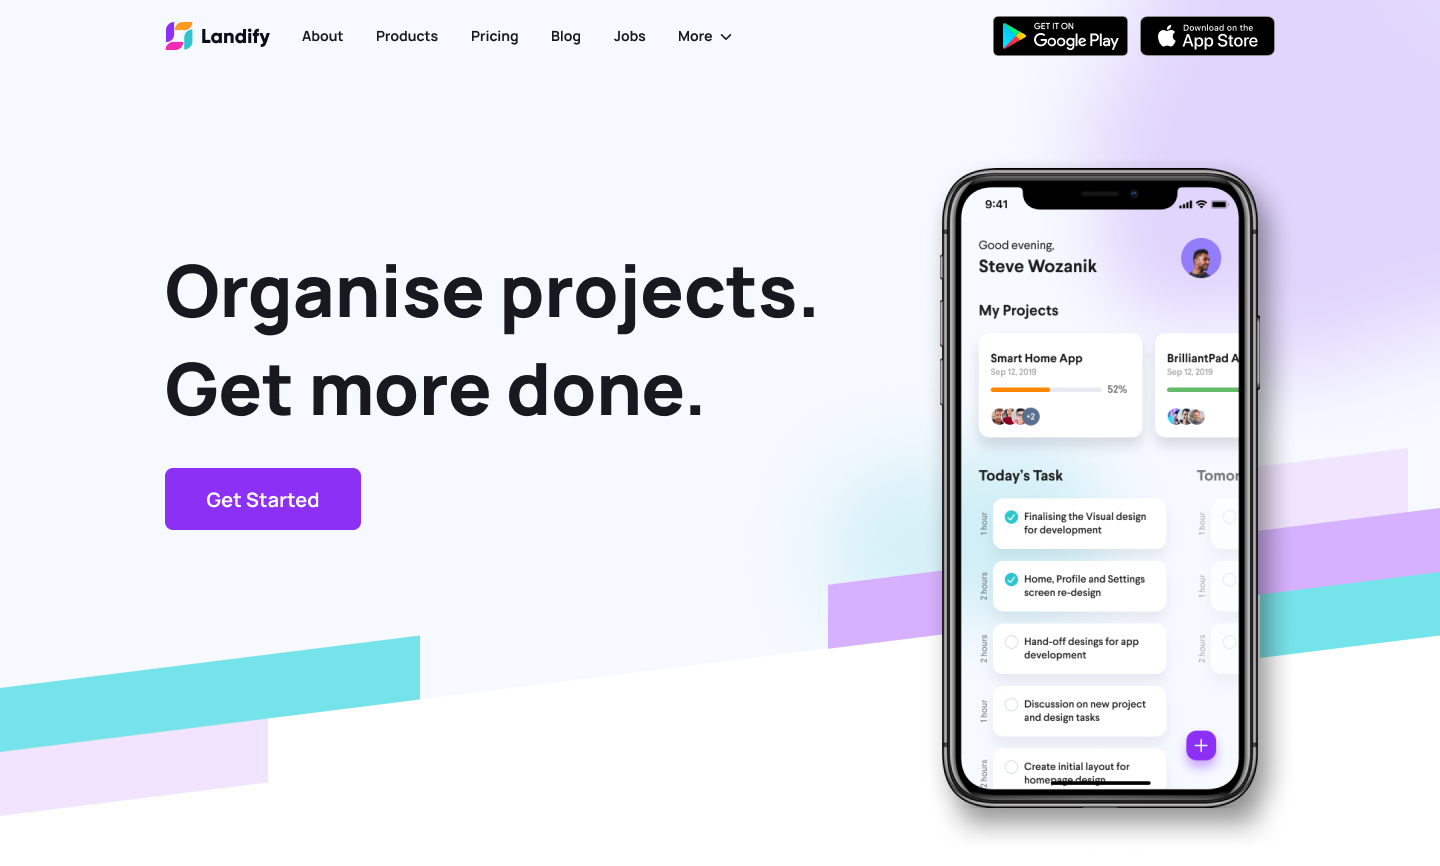 Landify
About
Products
Pricing
Blog
Jobs
More
GET IT ON
Google Play
Download on the
App Store
Organise projects.
Get more done.
Get Started
9:41
Good evening,
Steve Wozanik
My Projects
Smart Home App
Sep 12, 2019
52%
+2
BrilliantPad A
Sep 12, 2019
Today's Task
Tomor
1 hour
Finalising the Visual design
for development
1 hour
2 hours
Home, Profile and Settings
screen re-design
1 hour
2 hours
Hand-off desings for app
development
2 hours
1 hour
Discussion on new project
and design tasks
2 hours
Create initial layout for
homepage design